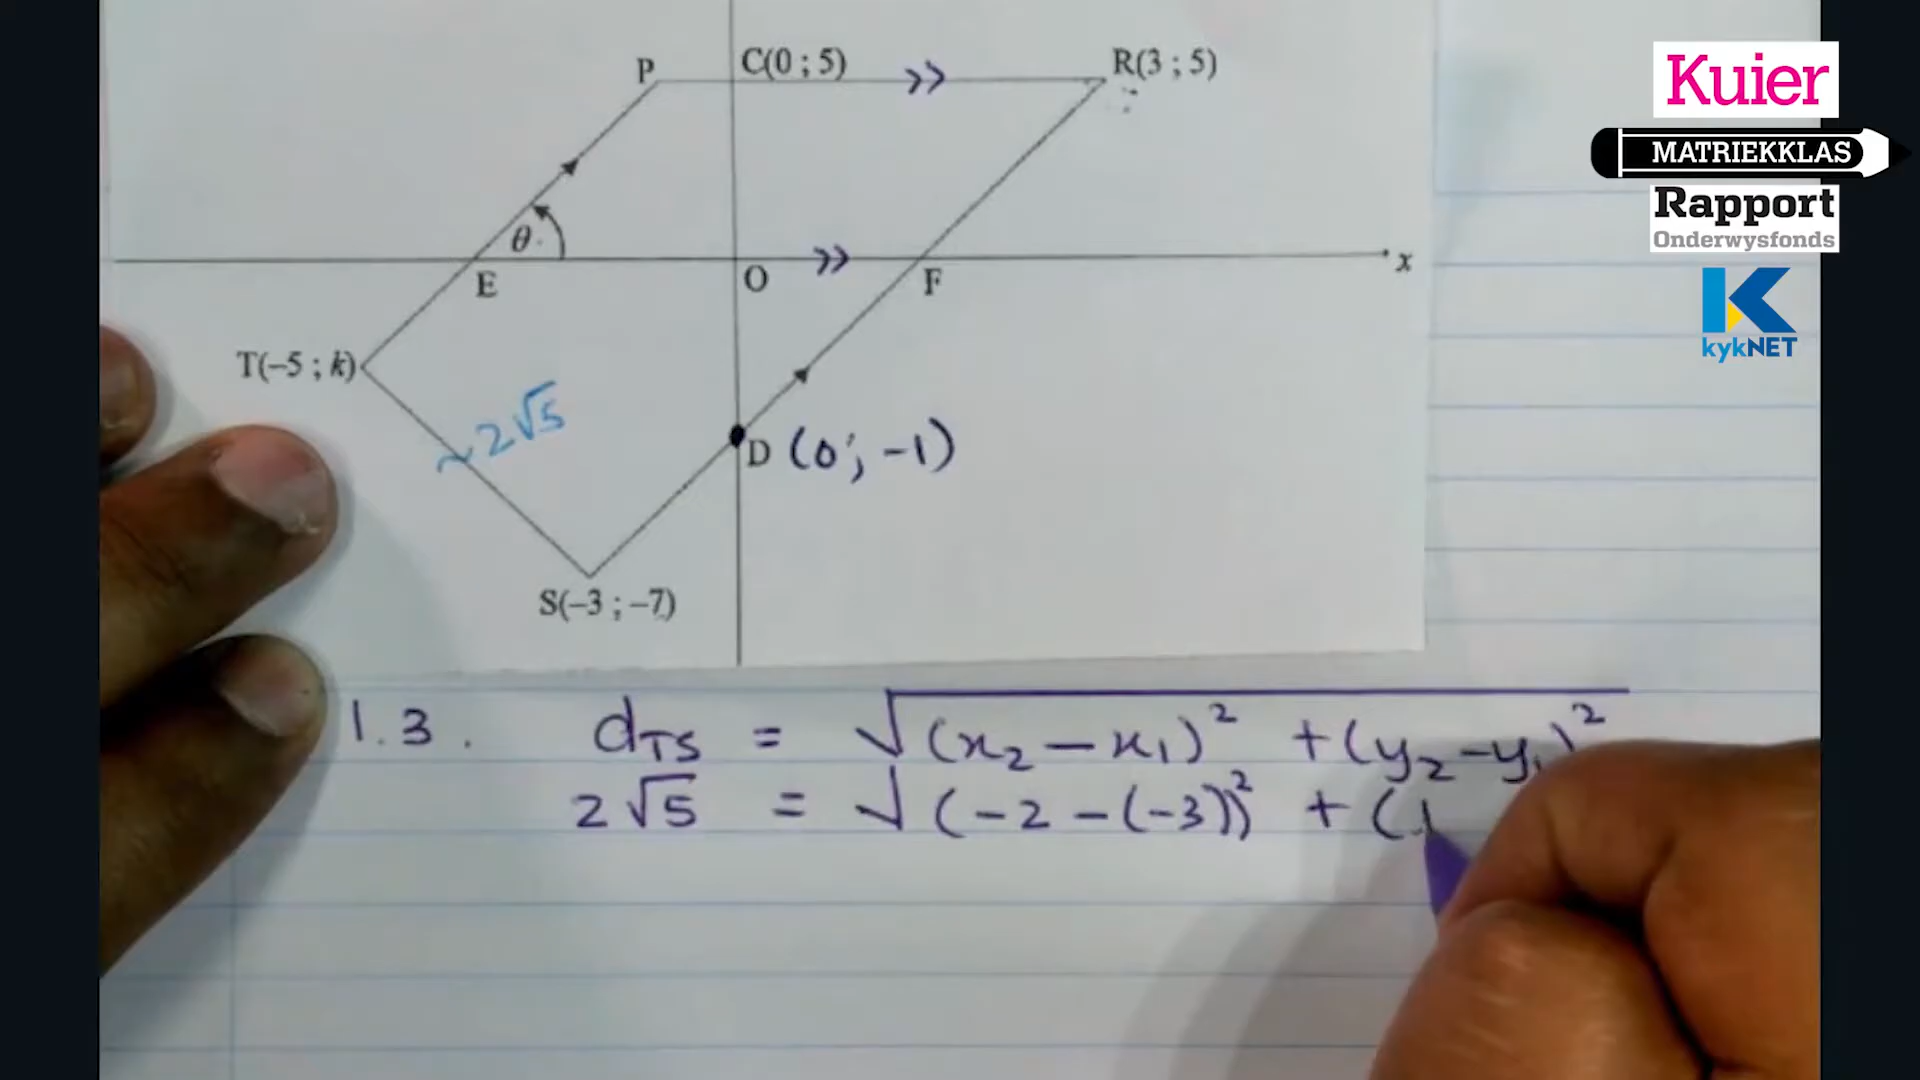 P
C(0 ; 5)
R(3 ; 5)
Kuier
MATRIEKKLAS
Rapport
Onderwysfonds
kykNET
θ
E
O
F
x
T(–5 ; k)
~ 2√5
D (0 ; -1)
S(–3 ; –7)
1.3. dTS = √(x2 - x1)² + (y2 - y1)²
2√5 = √(-2 - (-3))² + (